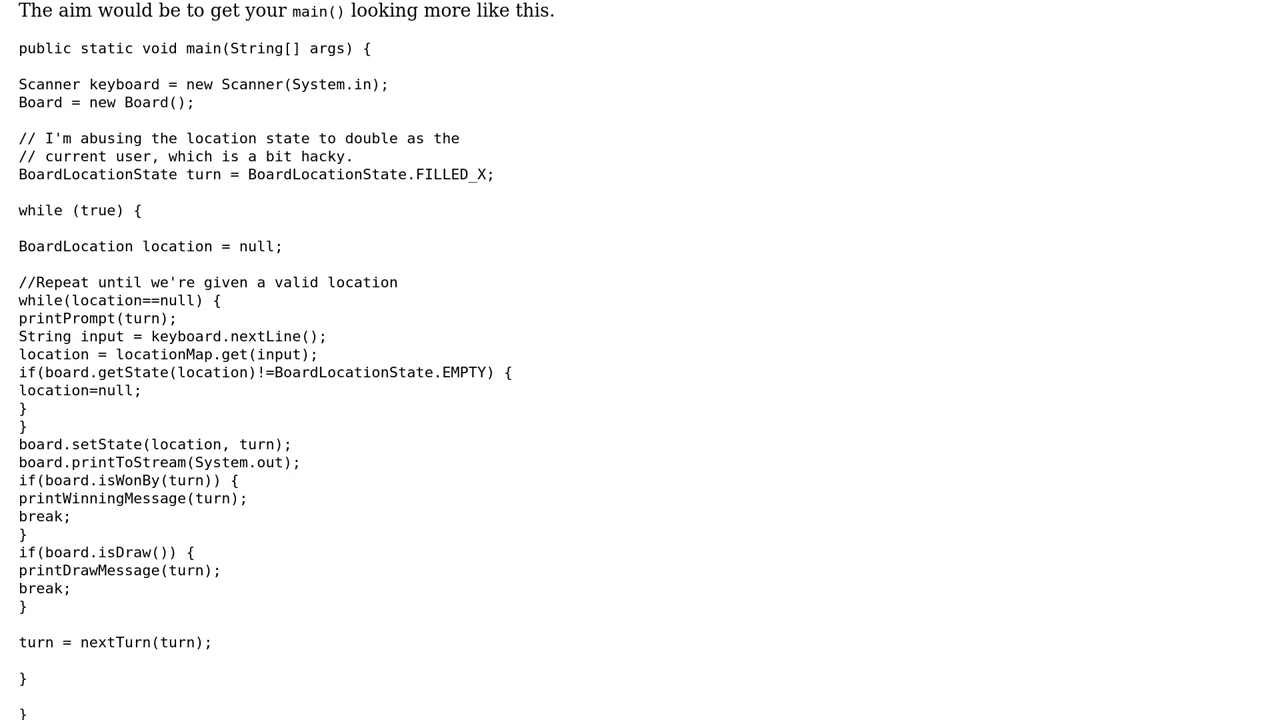 The aim would be to get your main() looking more like this.
public static void main(String[] args) {
Scanner keyboard = new Scanner(System.in);
Board = new Board();
// I'm abusing the location state to double as the
// current user, which is a bit hacky.
BoardLocationState turn = BoardLocationState.FILLED_X;
while (true) {
BoardLocation location = null;
//Repeat until we're given a valid location
while(location==null) {
printPrompt(turn);
String input = keyboard.nextLine();
location = locationMap.get(input);
if(board.getState(location)!=BoardLocationState.EMPTY) {
location=null;
}
}
board.setState(location, turn);
board.printToStream(System.out);
if(board.isWonBy(turn)) {
printWinningMessage(turn);
break;
}
if(board.isDraw()) {
printDrawMessage(turn);
break;
}
turn = nextTurn(turn);
}
}